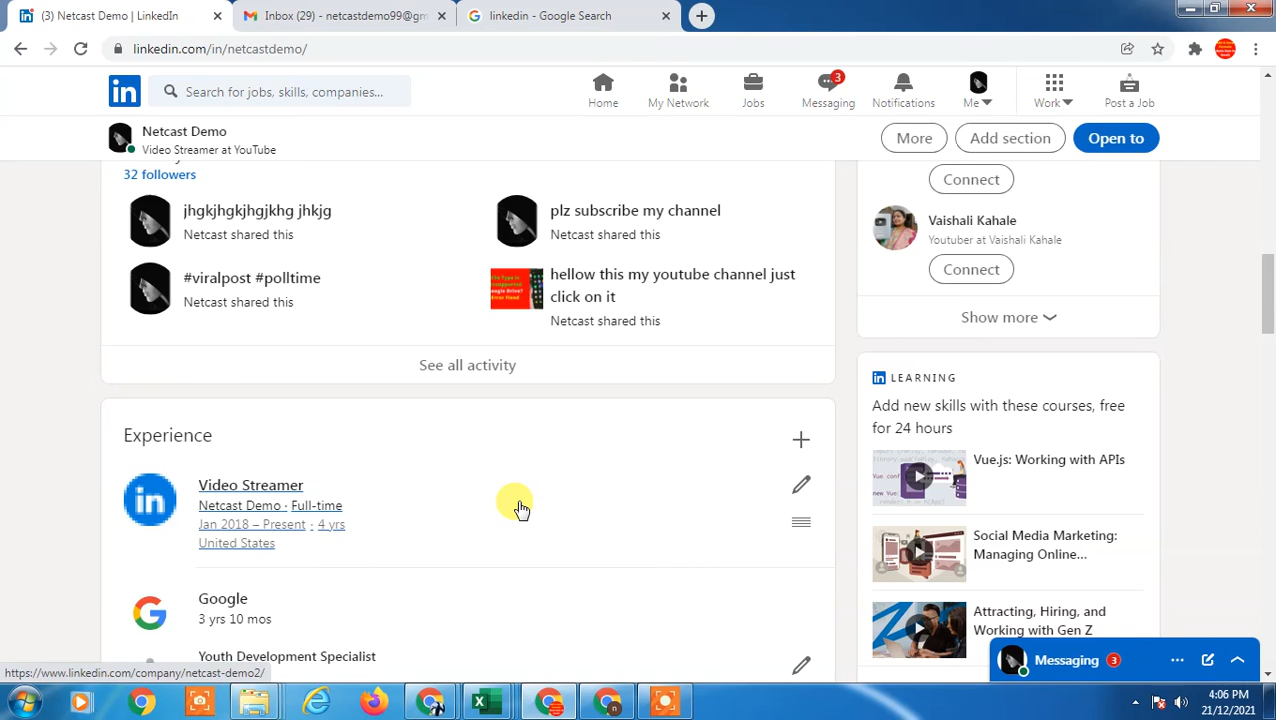 (3) Netcast Demo | LinkedIn
Inbox (29) - netcastdemo99@gm
linkedin - Google Search
linkedin.com/in/netcastdemo/
in
Search for jobs, skills, companies...
Home
My Network
Jobs
3
Messaging
Notifications
Me
Work
Post a Job
Netcast Demo
Video Streamer at YouTube
More
Add section
Open to
32 followers
jhgkjhgkjhgjkhg jhkjg
Netcast shared this
plz subscribe my channel
Netcast shared this
#viralpost #polltime
Netcast shared this
hellow this my youtube channel just
click on it
Netcast shared this
See all activity
Connect
Vaishali Kahale
Youtuber at Vaishali Kahale
Connect
Show more
Experience
in
Video Streamer
Netcast Demo · Full-time
Jan 2018 – Present · 4 yrs
United States
Google
3 yrs 10 mos
Youth Development Specialist
in LEARNING
Add new skills with these courses, free
for 24 hours
Vue.js: Working with APIs
Social Media Marketing:
Managing Online...
Attracting, Hiring, and
Working with Gen Z
Messaging 3
https://www.linkedin.com/company/netcast-demo2/
4:06 PM
21/12/2021